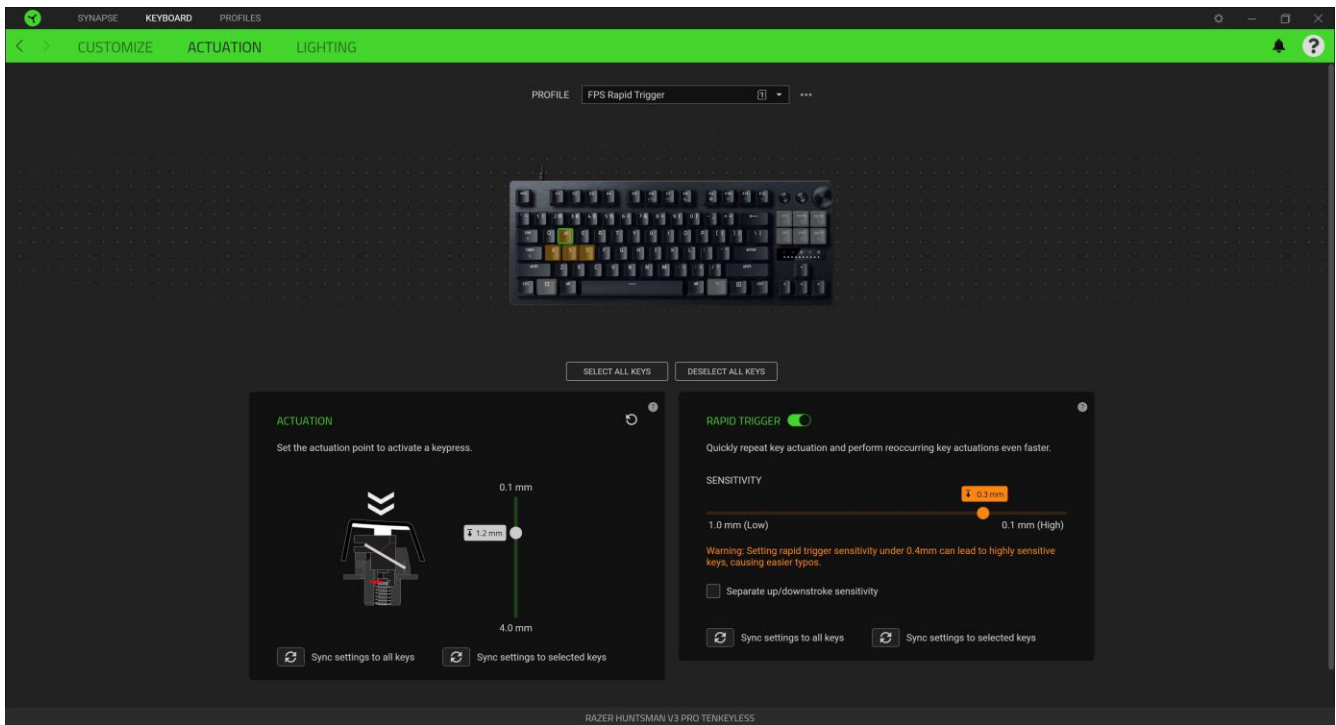 SYNAPSE KEYBOARD PROFILES
CUSTOMIZE ACTUATION LIGHTING
PROFILE FPS Rapid Trigger 1
SELECT ALL KEYS DESELECT ALL KEYS
ACTUATION
Set the actuation point to activate a keypress.
0.1 mm
1.2 mm
4.0 mm
Sync settings to all keys Sync settings to selected keys
RAPID TRIGGER
Quickly repeat key actuation and perform reoccurring key actuations even faster.
SENSITIVITY
0.3 mm
1.0 mm (Low) 0.1 mm (High)
Warning: Setting rapid trigger sensitivity under 0.4mm can lead to highly sensitive
keys, causing easier typos.
Separate up/downstroke sensitivity
Sync settings to all keys Sync settings to selected keys
RAZER HUNTSMAN V3 PRO TENKEYLESS